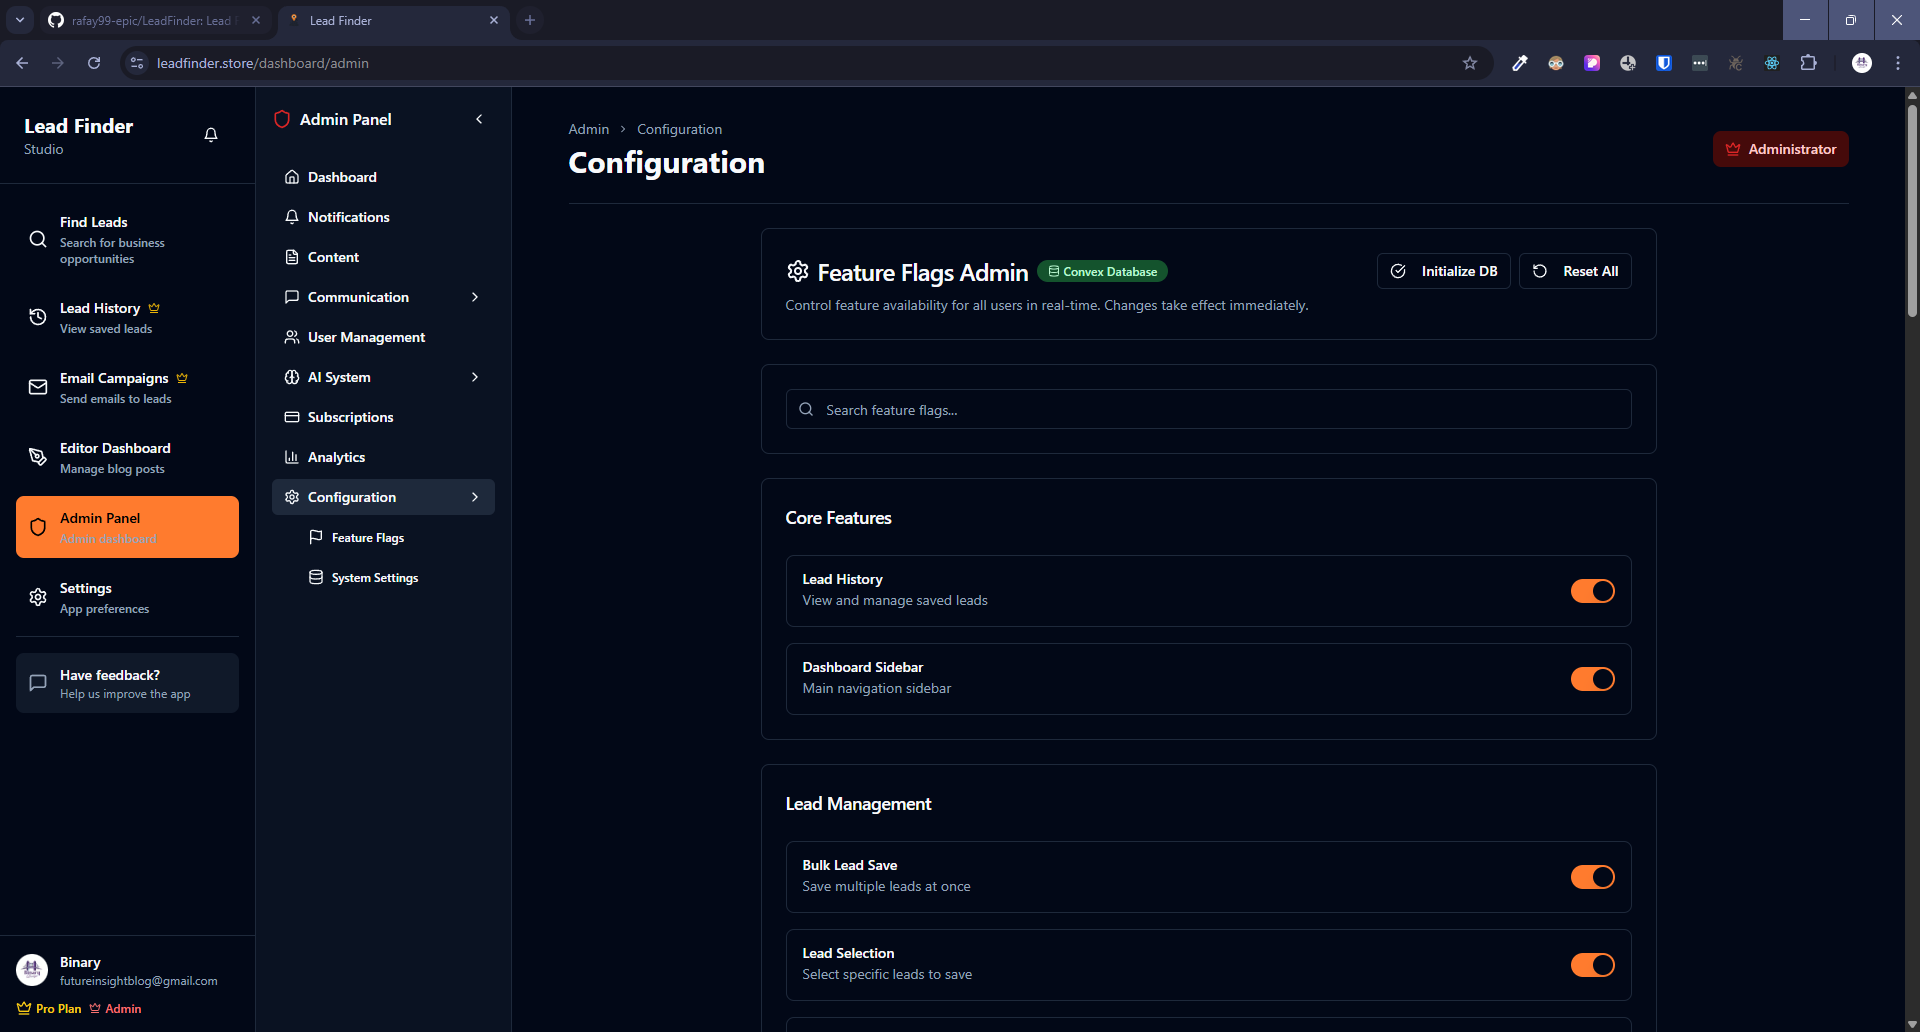 rafay99-epic/LeadFinder: Lead F
Lead Finder
leadfinder.store/dashboard/admin
Lead Finder
Studio
Find Leads
Search for business
opportunities
Lead History
View saved leads
Email Campaigns
Send emails to leads
Editor Dashboard
Manage blog posts
Admin Panel
Admin dashboard
Settings
App preferences
Have feedback?
Help us improve the app
Binary
futureinsightblog@gmail.com
Pro Plan Admin
Admin Panel
Dashboard
Notifications
Content
Communication
User Management
AI System
Subscriptions
Analytics
Configuration
Feature Flags
System Settings
Admin > Configuration
Configuration
Administrator
Feature Flags Admin Convex Database
Control feature availability for all users in real-time. Changes take effect immediately.
Initialize DB Reset All
Search feature flags...
Core Features
Lead History
View and manage saved leads
Dashboard Sidebar
Main navigation sidebar
Lead Management
Bulk Lead Save
Save multiple leads at once
Lead Selection
Select specific leads to save